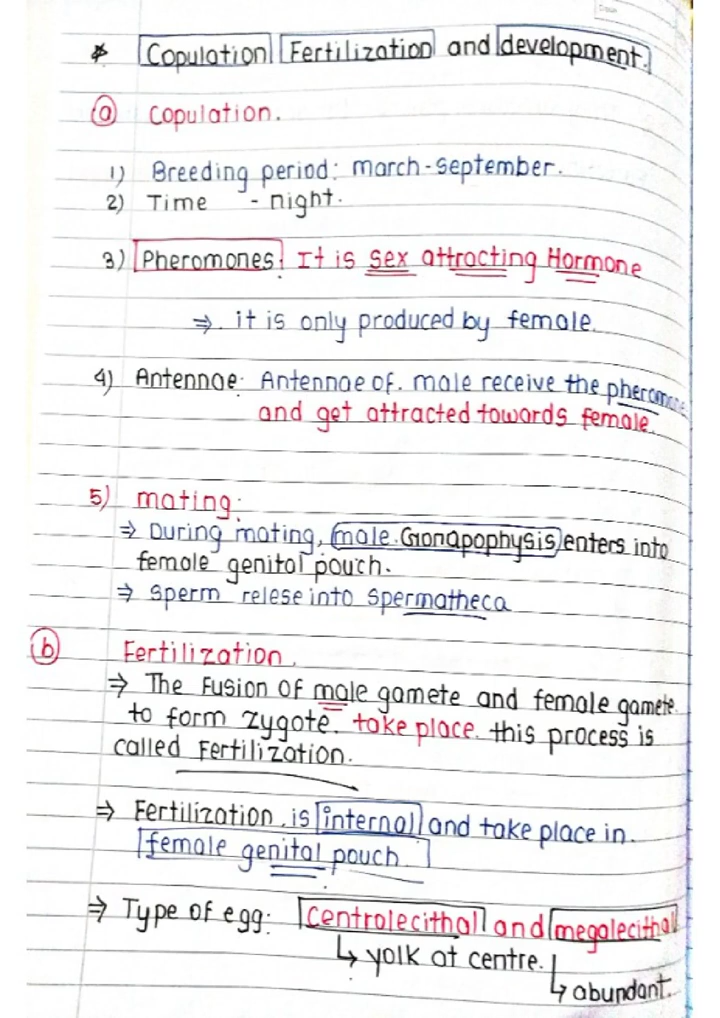 * Copulation Fertilization and development.
(a) Copulation.
1) Breeding period: march-september.
2) Time - night.
3) Pheromones: It is sex attracting Hormone
⇒ it is only produced by female.
4) Antennae: Antennae of. male receive the pheromone
and get attracted towards female.
5) mating:
⇒ During mating, male Gonapophysis enters into
female genital pouch.
⇒ sperm relese into spermatheca
(b) Fertilization.
⇒ The Fusion of male gamete and female gamete
to form zygote. take place. this process is
called Fertilization.
⇒ Fertilization is internal and take place in.
female genital pouch.
⇒ Type of egg: Centrolecithal and megalecithal
↳ yolk at centre.
↳ abundant.